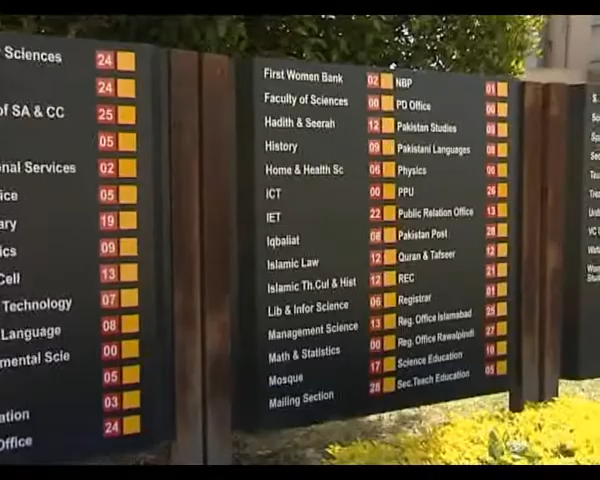 Sciences 24
24
of SA & CC 25
05
nal Services 02
ice 05
ary 19
ics 09
Cell 13
Technology 07
Language 08
mental Scie 00
05
ation 03
Office 24
First Women Bank 02
Faculty of Sciences 00
Hadith & Seerah 12
History 09
Home & Health Sc 06
ICT 00
IET 22
Iqbaliat 08
Islamic Law 12
Islamic Th.Cul & Hist 12
Lib & Infor Science 06
Management Science 13
Math & Statistics 00
Mosque 17
Mailing Section 28
NBP 01
PD Office 00
Pakistan Studies 09
Pakistani Languages 08
Physics 00
PPU 26
Public Relation Office 13
Pakistan Post 28
Quran & Tafseer 12
REC 21
Registrar 01
Reg. Office Islamabad 25
Reg. Office Rawalpindi 27
Science Education 10
Sec.Teach Education 05